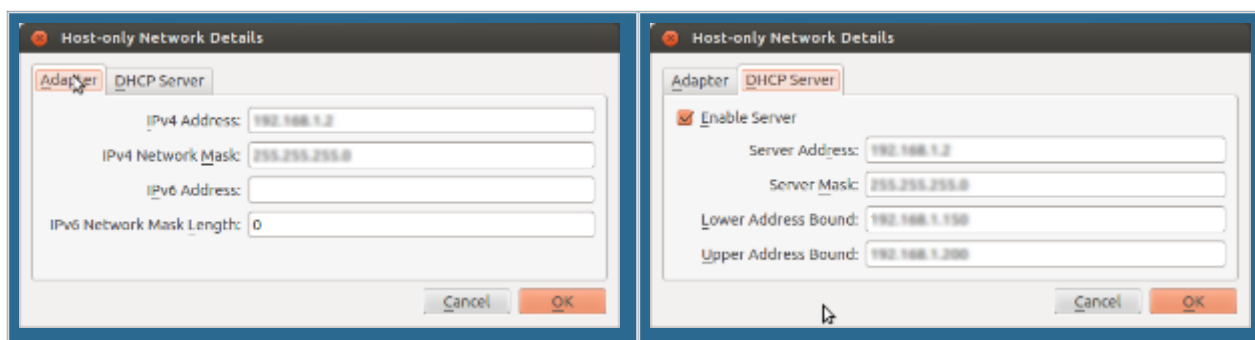 Host-only Network Details
Adapter DHCP Server
IPv4 Address: 192.168.1.2
IPv4 Network Mask: 255.255.255.0
IPv6 Address:
IPv6 Network Mask Length: 0
Cancel OK
Host-only Network Details
Adapter DHCP Server
Enable Server
Server Address: 192.168.1.2
Server Mask: 255.255.255.0
Lower Address Bound: 192.168.1.150
Upper Address Bound: 192.168.1.200
Cancel OK